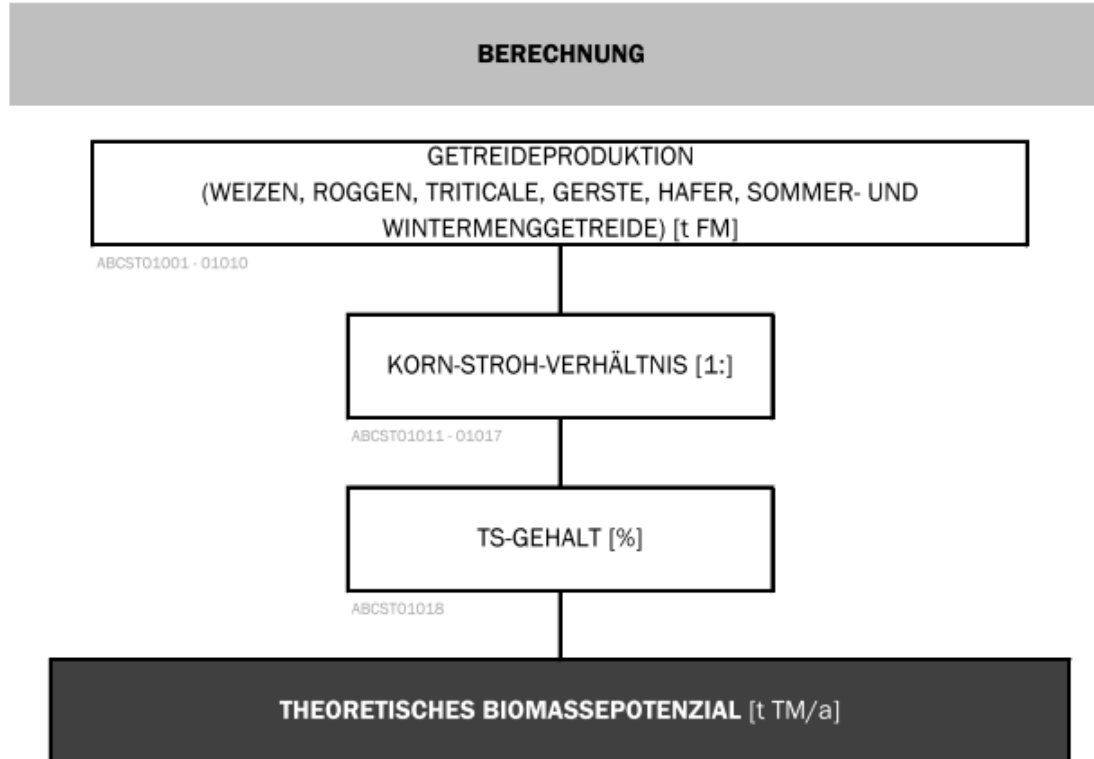 BERECHNUNG
GETREIDEPRODUKTION
(WEIZEN, ROGGEN, TRITICALE, GERSTE, HAFER, SOMMER- UND
WINTERMENGGETREIDE) [t FM]
ABCST01001 - 01010
KORN-STROH-VERHÄLTNIS [1:]
ABCST01011 - 01017
TS-GEHALT [%]
ABCST01018
THEORETISCHES BIOMASSEPOTENZIAL [t TM/a]